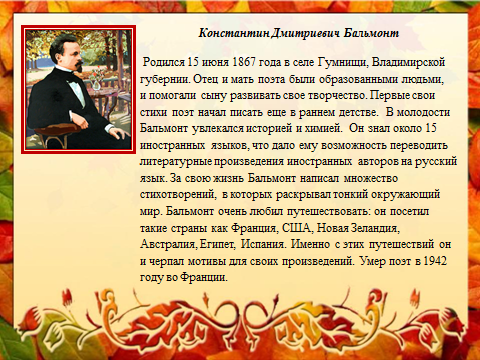 Константин Дмитриевич Бальмонт
Родился 15 июня 1867 года в селе Гумнищи, Владимирской
губернии. Отец и мать поэта были образованными людьми,
и помогали сыну развивать свое творчество. Первые свои
стихи поэт начал писать еще в раннем детстве. В молодости
Бальмонт увлекался историей и химией. Он знал около 15
иностранных языков, что дало ему возможность переводить
литературные произведения иностранных авторов на русский
язык. За свою жизнь Бальмонт написал множество
стихотворений, в которых раскрывал тонкий окружающий
мир. Бальмонт очень любил путешествовать: он посетил
такие страны как Франция, США, Новая Зеландия,
Австралия, Египет, Испания. Именно с этих путешествий он
и черпал мотивы для своих произведений. Умер поэт в 1942
году во Франции.